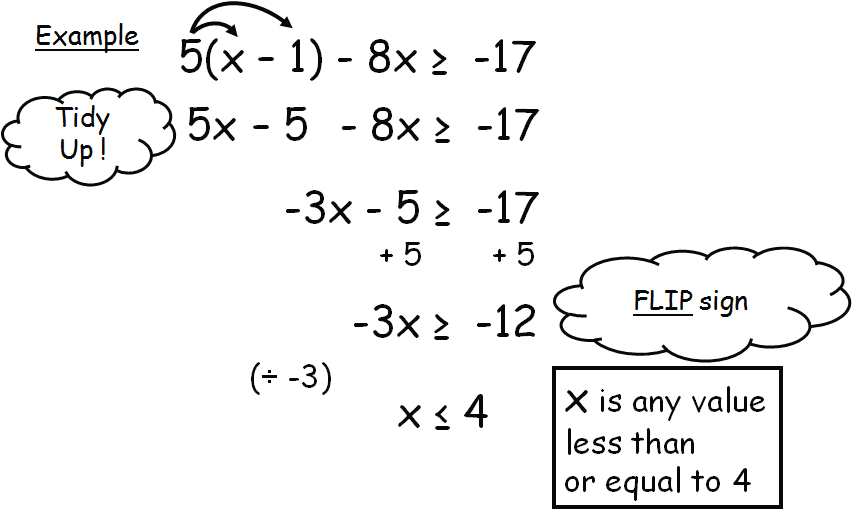 Example
5(x - 1) - 8x ≥ -17
Tidy
Up !
5x - 5 - 8x ≥ -17
-3x - 5 ≥ -17
+ 5 + 5
FLIP sign
-3x ≥ -12
(÷ -3)
x ≤ 4
x is any value
less than
or equal to 4